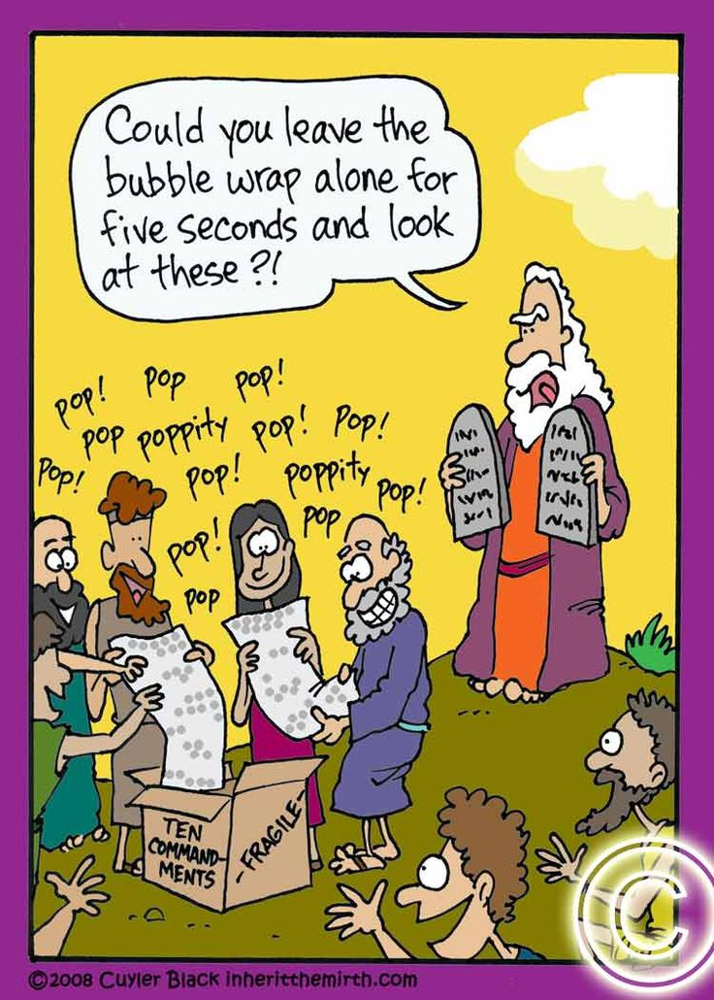 Could you leave the
bubble wrap alone for
five seconds and look
at these?!
pop! pop pop!
pop poppity pop! pop!
Pop! pop! poppity pop!
pop! pop
pop
TEN
COMMAND-
MENTS
-FRAGILE-
©2008 Cuyler Black inheritthemirth.com
©